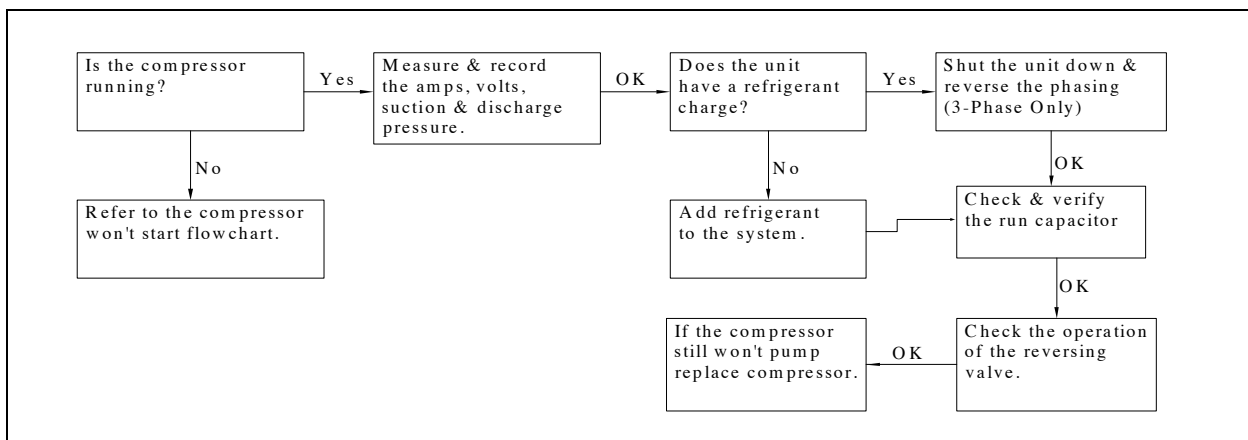 Is the compressor
running?
Yes
Measure & record
the amps, volts,
suction & discharge
pressure.
OK
Does the unit
have a refrigerant
charge?
Yes
Shut the unit down &
reverse the phasing
(3-Phase Only)
No
No
OK
Refer to the compressor
won't start flowchart.
Add refrigerant
to the system.
Check & verify
the run capacitor
OK
If the compressor
still won't pump
replace compressor.
OK
Check the operation
of the reversing
valve.